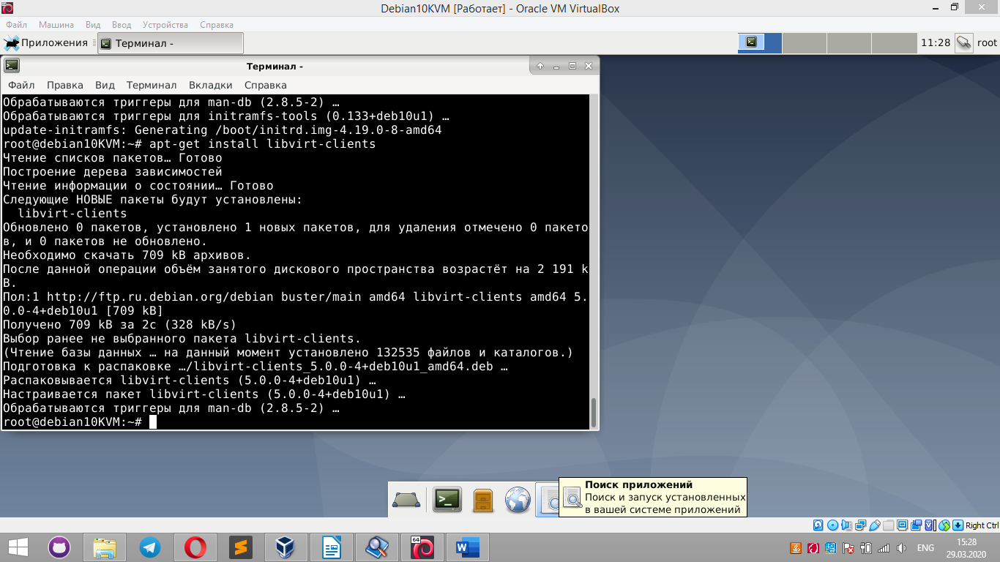 Debian10KVM [Работает] - Oracle VM VirtualBox
Файл Машина Вид Ввод Устройства Справка
Приложения Терминал - 11:28 root
Терминал -
Файл Правка Вид Терминал Вкладки Справка
Обрабатываются триггеры для man-db (2.8.5-2) …
Обрабатываются триггеры для initramfs-tools (0.133+deb10u1) …
update-initramfs: Generating /boot/initrd.img-4.19.0-8-amd64
root@debian10KVM:~# apt-get install libvirt-clients
Чтение списков пакетов… Готово
Построение дерева зависимостей
Чтение информации о состоянии… Готово
Следующие НОВЫЕ пакеты будут установлены:
libvirt-clients
Обновлено 0 пакетов, установлено 1 новых пакетов, для удаления отмечено 0 пакето
в, и 0 пакетов не обновлено.
Необходимо скачать 709 kB архивов.
После данной операции объём занятого дискового пространства возрастёт на 2 191 k
B.
Пол:1 http://ftp.ru.debian.org/debian buster/main amd64 libvirt-clients amd64 5.
0.0-4+deb10u1 [709 kB]
Получено 709 kB за 2с (328 kB/s)
Выбор ранее не выбранного пакета libvirt-clients.
(Чтение базы данных … на данный момент установлено 132535 файлов и каталогов.)
Подготовка к распаковке …/libvirt-clients_5.0.0-4+deb10u1_amd64.deb …
Распаковывается libvirt-clients (5.0.0-4+deb10u1) …
Настраивается пакет libvirt-clients (5.0.0-4+deb10u1) …
Обрабатываются триггеры для man-db (2.8.5-2) …
root@debian10KVM:~#
Поиск приложений
Поиск и запуск установленных
в вашей системе приложений
Right Ctrl
64
ENG
15:28
29.03.2020